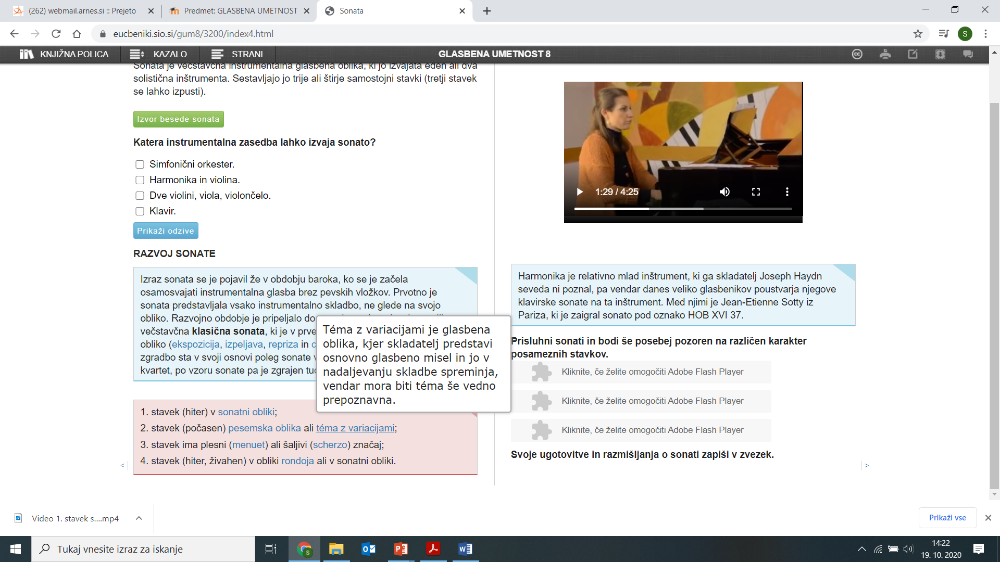 (262) webmail.arnes.si :: Prejeto
Predmet: GLASBENA UMETNOST
Sonata
eucbeniki.sio.si/gum8/3200/index4.html
S
KNJIŽNA POLICA
KAZALO
STRANI
GLASBENA UMETNOST 8
Sonata je večstavčna instrumentalna glasbena oblika, ki jo izvajata eden ali dva
solistična inštrumenta. Sestavljajo jo trije ali štirje samostojni stavki (tretji stavek
se lahko izpusti).
Izvor besede sonata
Katera instrumentalna zasedba lahko izvaja sonato?
Simfonični orkester.
Harmonika in violina.
Dve violini, viola, violončelo.
Klavir.
Prikaži odzive
RAZVOJ SONATE
Izraz sonata se je pojavil že v obdobju baroka, ko se je začela
osamosvajati instrumentalna glasba brez pevskih vložkov. Prvotno je
sonata predstavljala vsako instrumentalno skladbo, ne glede na svojo
obliko. Razvojno obdobje je pripeljalo do
večstavčna klasična sonata, ki je v prve
obliko (ekspozicija, izpeljava, repriza in c
zgradbo sta v svoji osnovi poleg sonate v
kvartet, po vzoru sonate pa je zgrajen tuc
Téma z variacijami je glasbena
oblika, kjer skladatelj predstavi
osnovno glasbeno misel in jo v
nadaljevanju skladbe spreminja,
vendar mora biti téma še vedno
prepoznavna.
1. stavek (hiter) v sonatni obliki;
2. stavek (počasen) pesemska oblika ali téma z variacijami;
3. stavek ima plesni (menuet) ali šaljivi (scherzo) značaj;
4. stavek (hiter, živahen) v obliki rondoja ali v sonatni obliki.
<
1:29 / 4:25
Harmonika je relativno mlad inštrument, ki ga skladatelj Joseph Haydn
seveda ni poznal, pa vendar danes veliko glasbenikov poustvarja njegove
klavirske sonate na ta inštrument. Med njimi je Jean-Etienne Sotty iz
Pariza, ki je zaigral sonato pod oznako HOB XVI 37.
Prisluhni sonati in bodi še posebej pozoren na različen karakter
posameznih stavkov.
Kliknite, če želite omogočiti Adobe Flash Player
Kliknite, če želite omogočiti Adobe Flash Player
Kliknite, če želite omogočiti Adobe Flash Player
Svoje ugotovitve in razmišljanja o sonati zapiši v zvezek.
>
Video 1. stavek s....mp4
Prikaži vse
Tukaj vnesite izraz za iskanje
14:22
19. 10. 2020